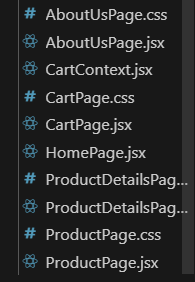 # AboutUsPage.css
AboutUsPage.jsx
CartContext.jsx
# CartPage.css
CartPage.jsx
HomePage.jsx
# ProductDetailsPag...
ProductDetailsPag...
# ProductPage.css
ProductPage.jsx